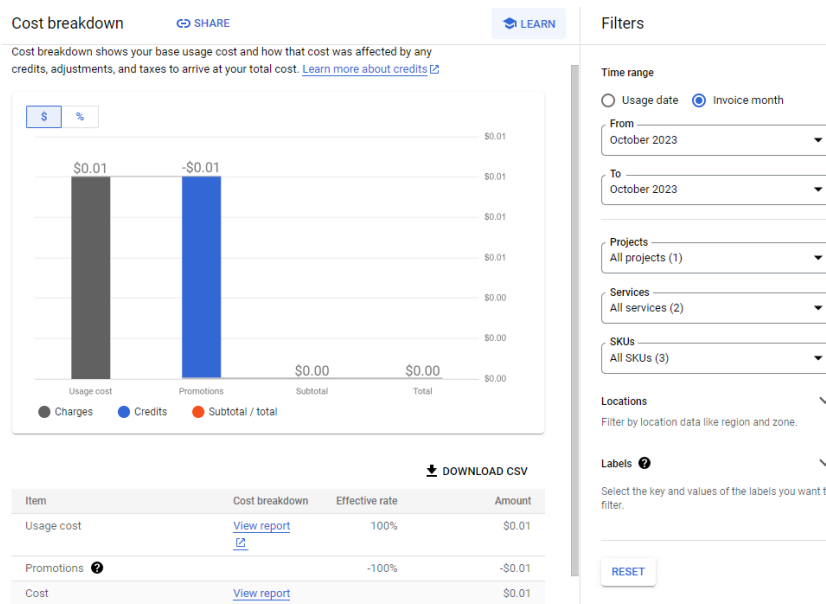 Cost breakdown
SHARE
LEARN
Cost breakdown shows your base usage cost and how that cost was affected by any
credits, adjustments, and taxes to arrive at your total cost. Learn more about credits
$
%
$0.01
$0.01
$0.01
$0.01
$0.00
$0.00
$0.00
$0.01
-$0.01
$0.00
$0.00
Usage cost
Promotions
Subtotal
Total
Charges
Credits
Subtotal / total
DOWNLOAD CSV
Item Cost breakdown Effective rate Amount
Usage cost View report 100% $0.01
Promotions ? -100% -$0.01
Cost View report $0.01
Filters
Time range
Usage date
Invoice month
From
October 2023
To
October 2023
Projects
All projects (1)
Services
All services (2)
SKUs
All SKUs (3)
Locations
Filter by location data like region and zone.
Labels ?
Select the key and values of the labels you want t
filter.
RESET